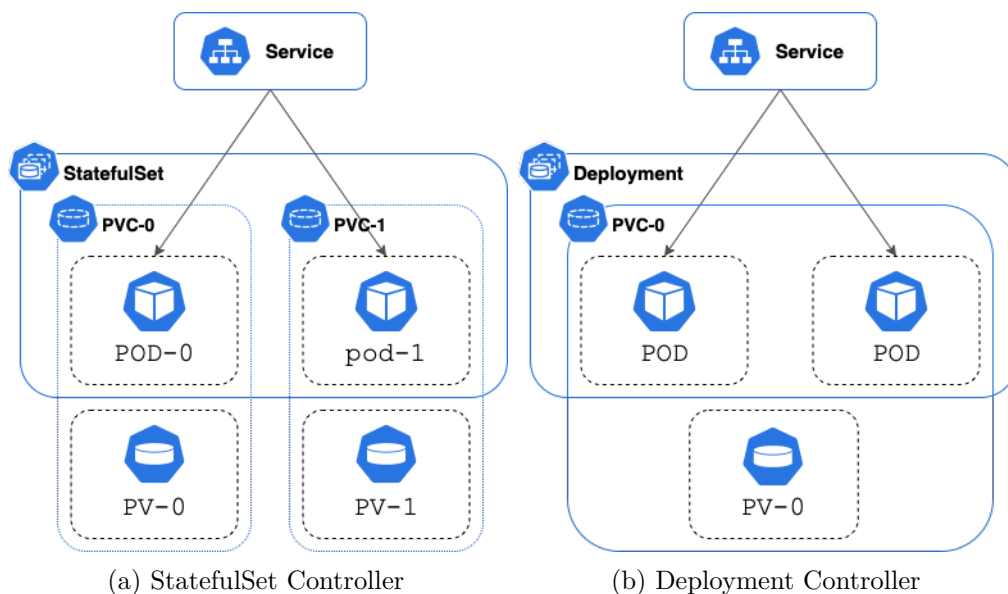 Service
StatefulSet
PVC-0
PVC-1
POD-0
pod-1
PV-0
PV-1
(a) StatefulSet Controller
Service
Deployment
PVC-0
POD
POD
PV-0
(b) Deployment Controller